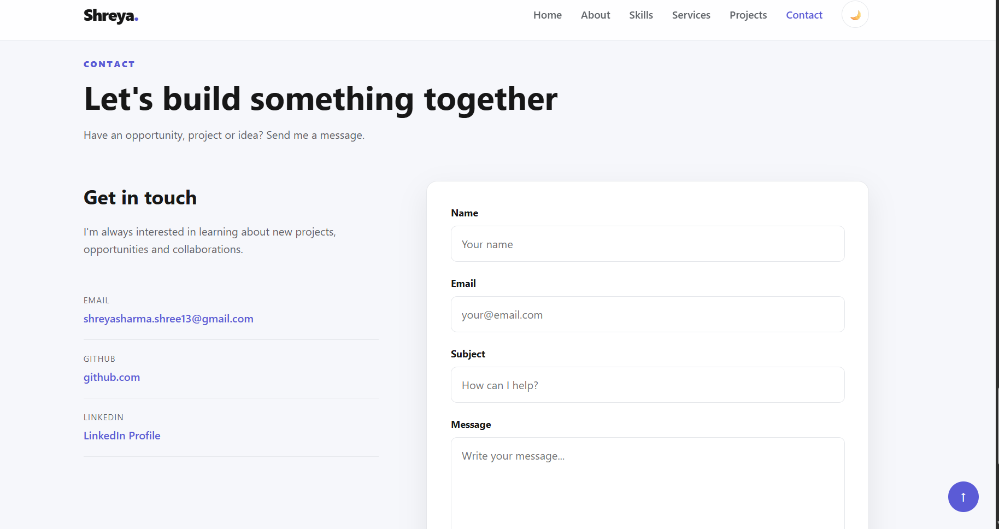 Shreya.
Home About Skills Services Projects Contact
CONTACT
Let's build something together
Have an opportunity, project or idea? Send me a message.
Get in touch
I'm always interested in learning about new projects,
opportunities and collaborations.
EMAIL
shreyasharma.shree13@gmail.com
GITHUB
github.com
LINKEDIN
LinkedIn Profile
Name
Your name
Email
your@email.com
Subject
How can I help?
Message
Write your message...
↑